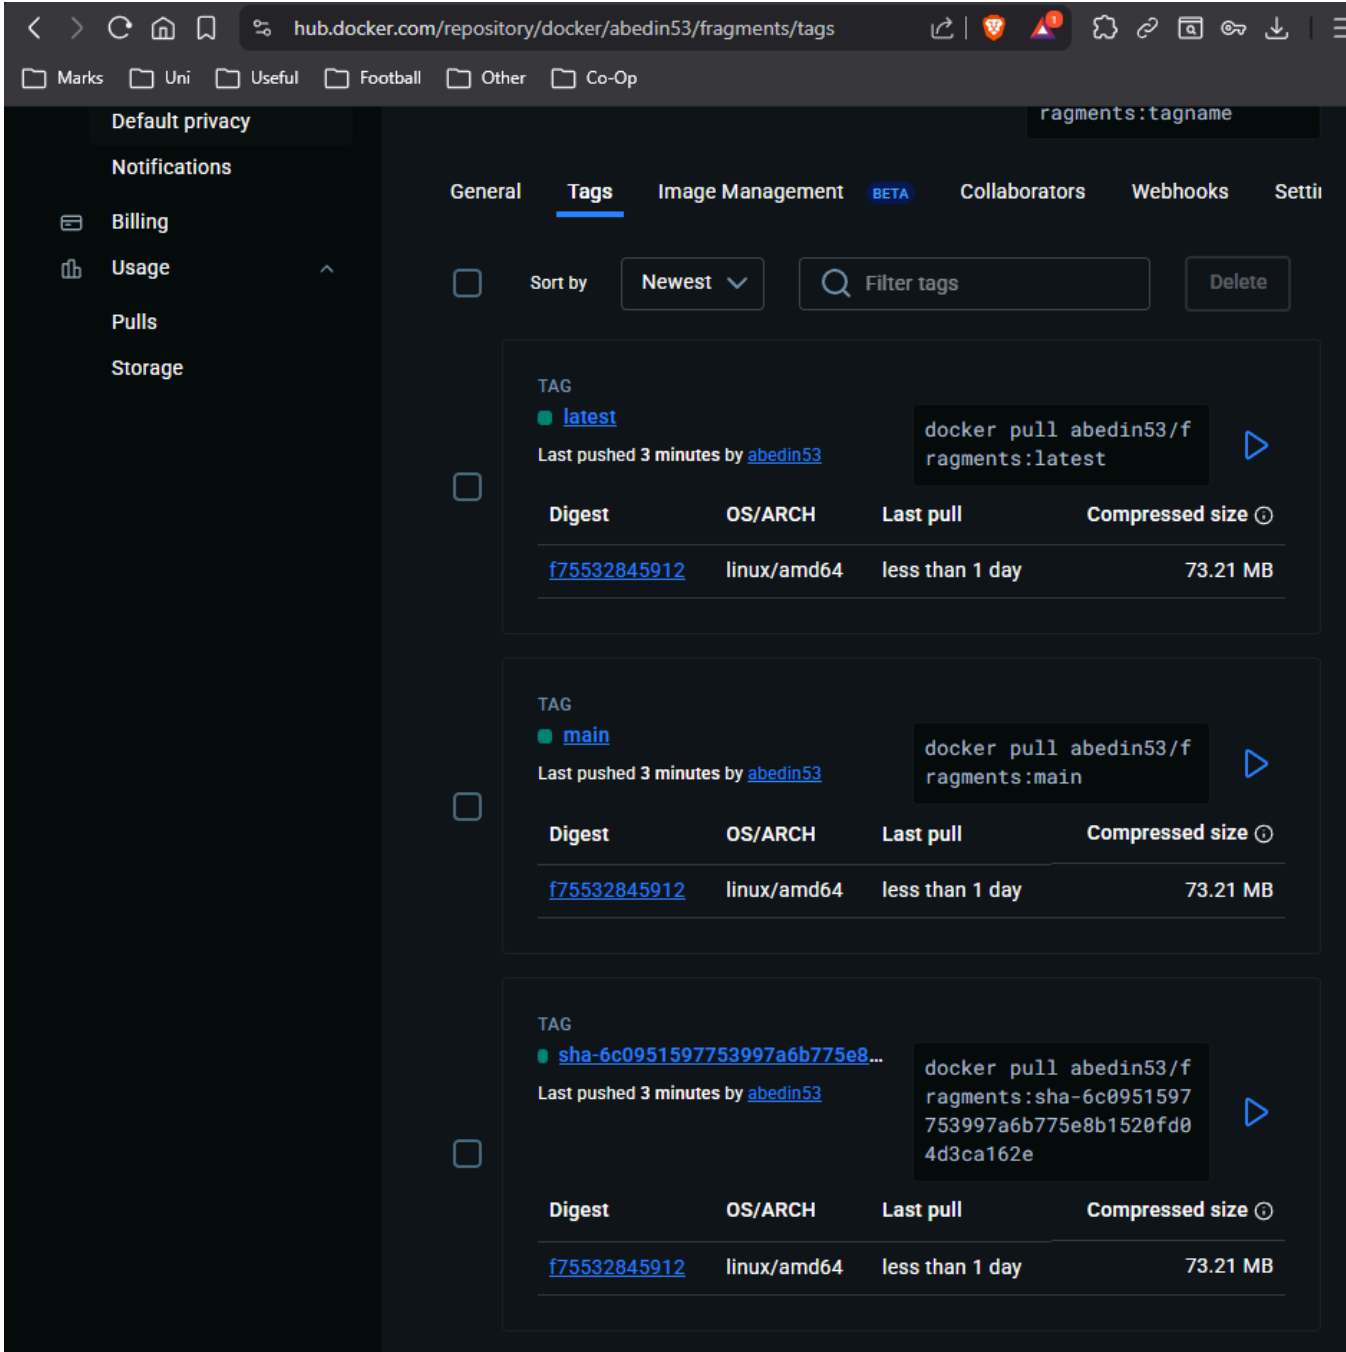 hub.docker.com/repository/docker/abedin53/fragments/tags
1
Marks Uni Useful Football Other Co-Op
Default privacy
Notifications
Billing
Usage
Pulls
Storage
ragments:tagname
General Tags Image Management BETA Collaborators Webhooks Settin
Sort by Newest Filter tags Delete
TAG
latest
Last pushed 3 minutes by abedin53
docker pull abedin53/f
ragments:latest
Digest OS/ARCH Last pull Compressed size
f75532845912 linux/amd64 less than 1 day 73.21 MB
TAG
main
Last pushed 3 minutes by abedin53
docker pull abedin53/f
ragments:main
Digest OS/ARCH Last pull Compressed size
f75532845912 linux/amd64 less than 1 day 73.21 MB
TAG
sha-6c0951597753997a6b775e8...
Last pushed 3 minutes by abedin53
docker pull abedin53/f
ragments:sha-6c0951597
753997a6b775e8b1520fd0
4d3ca162e
Digest OS/ARCH Last pull Compressed size
f75532845912 linux/amd64 less than 1 day 73.21 MB